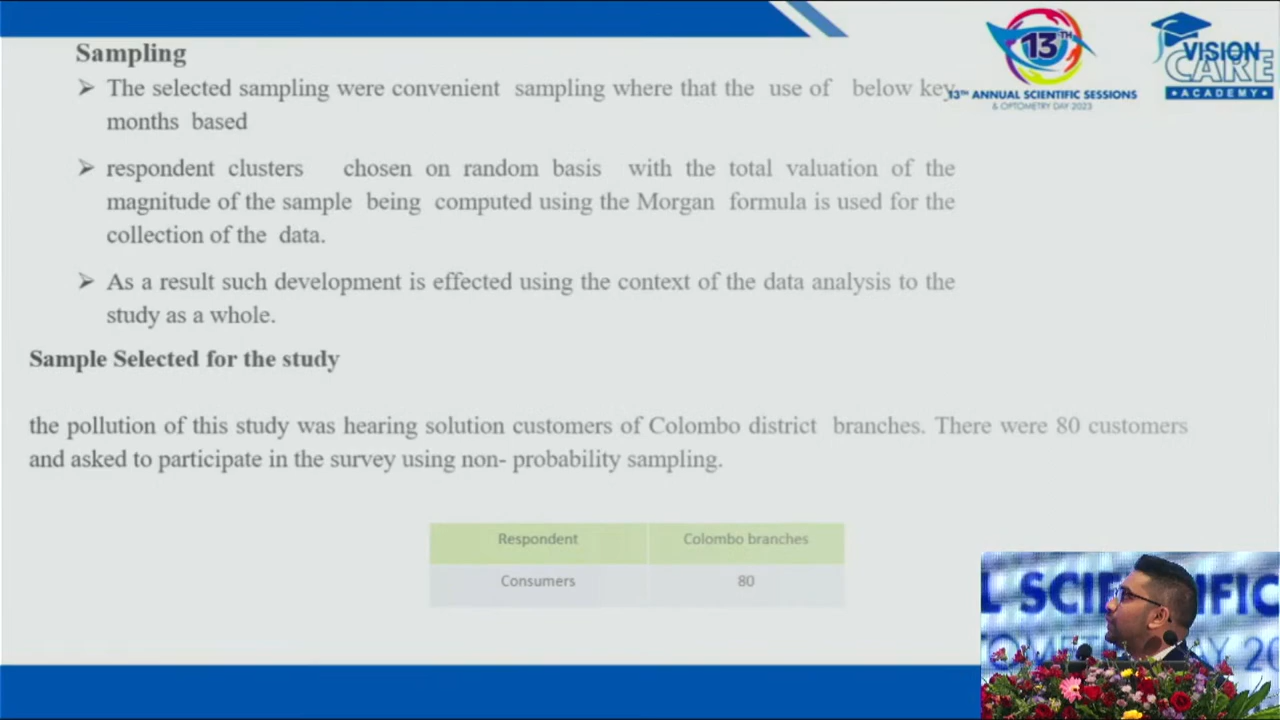 Sampling
The selected sampling were convenient sampling where that the use of below key
months based
respondent clusters chosen on random basis with the total valuation of the
magnitude of the sample being computed using the Morgan formula is used for the
collection of the data.
As a result such development is effected using the context of the data analysis to the
study as a whole.
Sample Selected for the study
the pollution of this study was hearing solution customers of Colombo district branches. There were 80 customers
and asked to participate in the survey using non- probability sampling.
Respondent Colombo branches
Consumers 80
13TH
13TH ANNUAL SCIENTIFIC SESSIONS
& OPTOMETRY DAY 2023
VISION
CARE
ACADEMY
L SCIENTIFIC